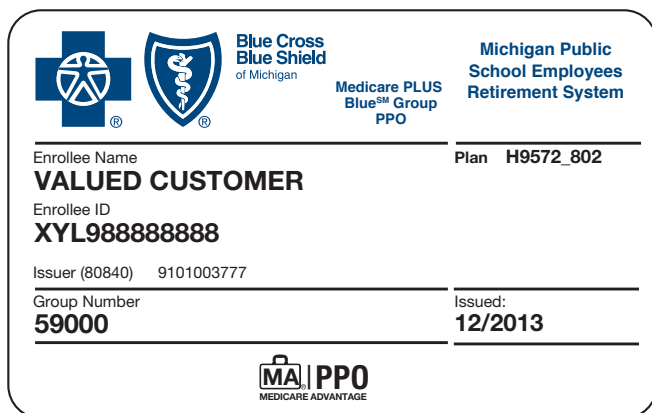 Blue Cross
Blue Shield
of Michigan
Medicare PLUS
Blue℠ Group
PPO
Michigan Public
School Employees
Retirement System
® ®
Enrollee Name
VALUED CUSTOMER
Plan H9572_802
Enrollee ID
XYL988888888
Issuer (80840) 9101003777
Group Number
59000
Issued:
12/2013
MA® | PPO
MEDICARE ADVANTAGE